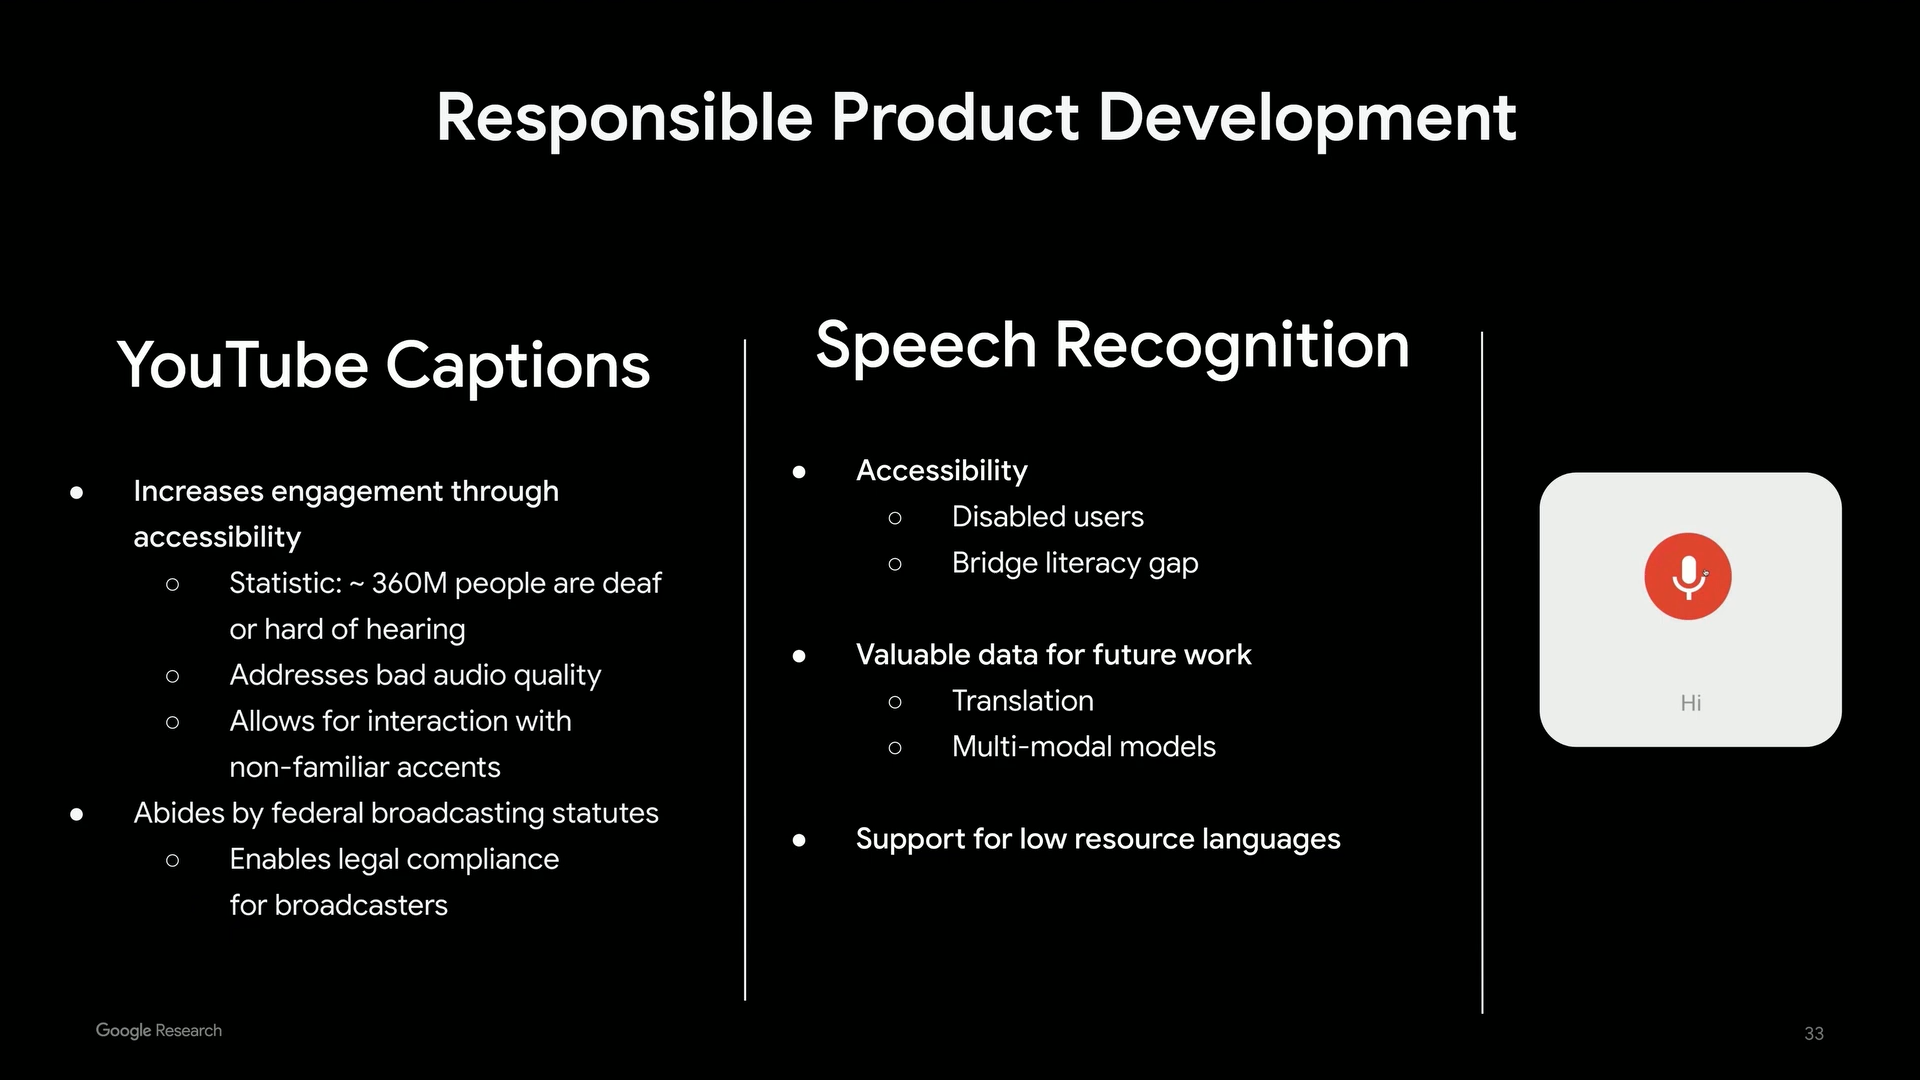 Responsible Product Development
YouTube Captions
● Increases engagement through
accessibility
○ Statistic: ~ 360M people are deaf
or hard of hearing
○ Addresses bad audio quality
○ Allows for interaction with
non-familiar accents
● Abides by federal broadcasting statutes
○ Enables legal compliance
for broadcasters
Speech Recognition
● Accessibility
○ Disabled users
○ Bridge literacy gap
● Valuable data for future work
○ Translation
○ Multi-modal models
● Support for low resource languages
Hi
Google Research
33